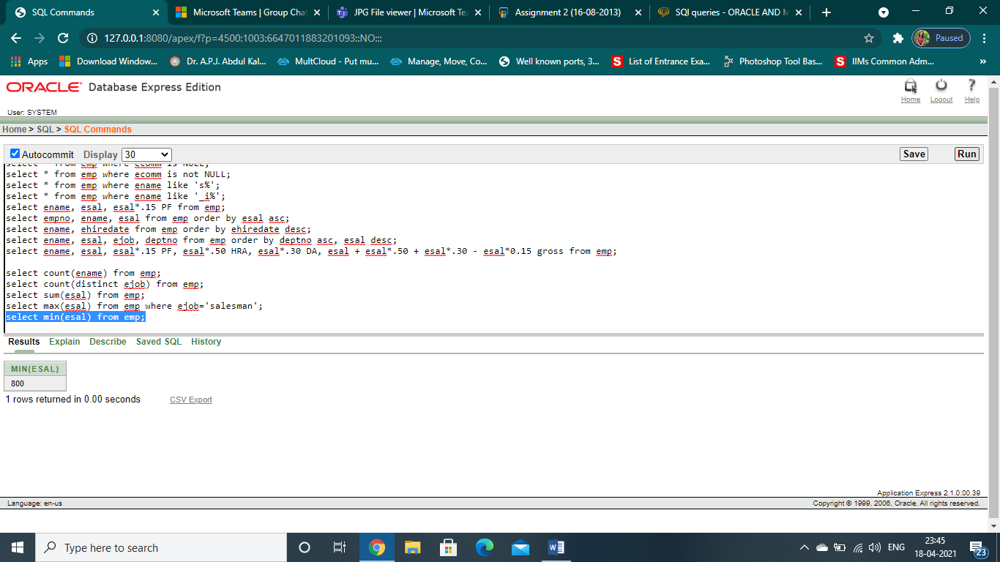 SQL Commands
Microsoft Teams | Group Cha
JPG File viewer | Microsoft Te
Assignment 2 (16-08-2013)
SQl queries - ORACLE AND M
127.0.0.1:8080/apex/f?p=4500:1003:6647011883201093::NO:::
Paused
Apps
Download Window...
Dr. A.P.J. Abdul Kal...
MultCloud - Put mu...
Manage, Move, Co...
Well known ports, 3...
List of Entrance Exa...
Photoshop Tool Bas...
IIMs Common Adm...
ORACLE Database Express Edition
Home
Logout
Help
User: SYSTEM
Home > SQL > SQL Commands
Autocommit Display 30
Save
Run
select * from emp where ecomm is NULL;
select * from emp where ecomm is not NULL;
select * from emp where ename like 's%';
select * from emp where ename like '_i%';
select ename, esal, esal*.15 PF from emp;
select empno, ename, esal from emp order by esal asc;
select ename, ehiredate from emp order by ehiredate desc;
select ename, esal, ejob, deptno from emp order by deptno asc, esal desc;
select ename, esal, esal*.15 PF, esal*.50 HRA, esal*.30 DA, esal + esal*.50 + esal*.30 - esal*0.15 gross from emp;
select count(ename) from emp;
select count(distinct ejob) from emp;
select sum(esal) from emp;
select max(esal) from emp where ejob='salesman';
select min(esal) from emp;
Results Explain Describe Saved SQL History
MIN(ESAL)
800
1 rows returned in 0.00 seconds
CSV Export
Application Express 2.1.0.00.39
Language: en-us
Copyright © 1999, 2006, Oracle. All rights reserved.
Type here to search
ENG
23:45
18-04-2021
23